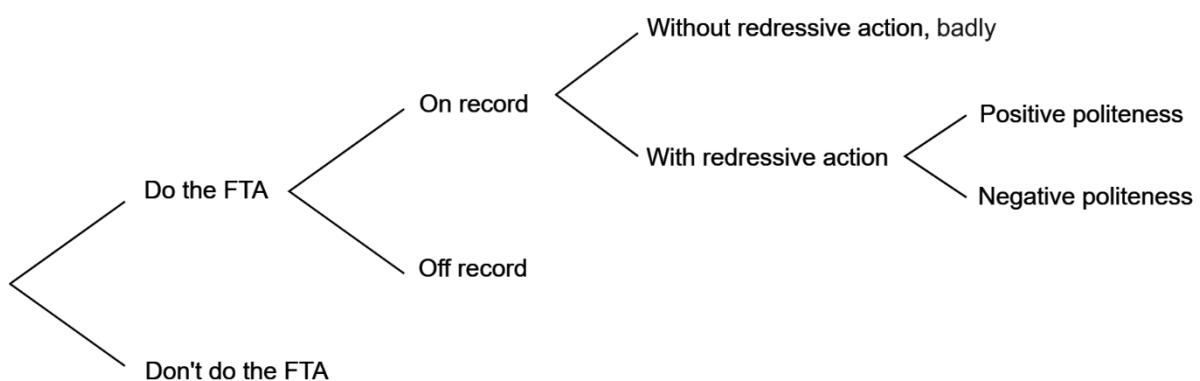 Without redressive action, badly
On record
Positive politeness
With redressive action
Do the FTA
Negative politeness
Off record
Don't do the FTA